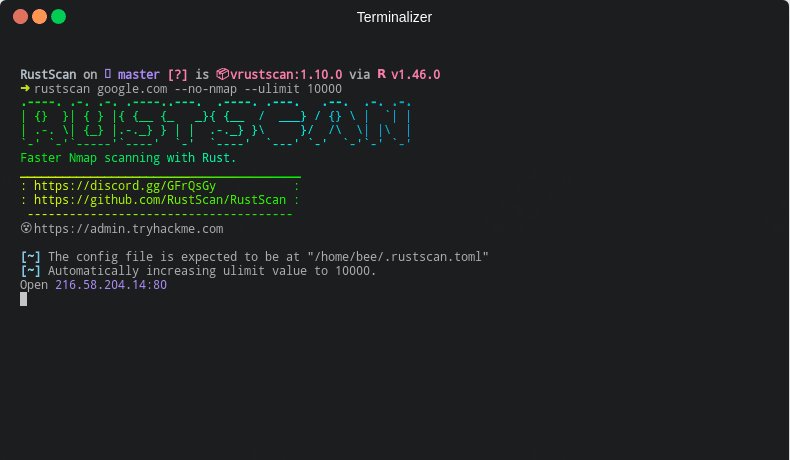 Terminalizer
RustScan on master [?] is 📦vrustscan:1.10.0 via R v1.46.0
➜ rustscan google.com --no-nmap --ulimit 10000
.----. .-. .-. .----..---.  .----. .---.   .--.  .-. .-.
| {}  }| { } |{ {__ {_   _}{ {__  /  ___} / {} \ |  `| |
| .-. \| {_} |.-._} } | |  .-._} }\     }/  /\  \| |\  |
`-' `-'`-----'`----'  `-'  `----'  `---' `-'  `-'`-' `-'
Faster Nmap scanning with Rust.
________________________________________
: https://discord.gg/GFrQsGy           :
: https://github.com/RustScan/RustScan :
 --------------------------------------
😵https://admin.tryhackme.com
[~] The config file is expected to be at "/home/bee/.rustscan.toml"
[~] Automatically increasing ulimit value to 10000.
Open 216.58.204.14:80